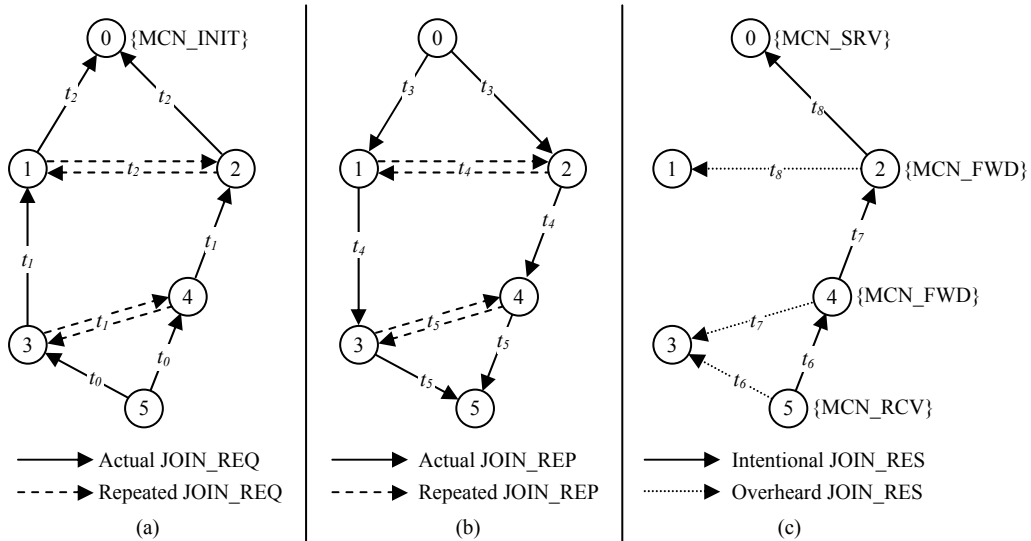 0 {MCN_INIT}
t2 t2
1 t2 2
t1 t1
4
t1
3
t0 t0
5
Actual JOIN_REQ
Repeated JOIN_REQ
(a)
0
t3 t3
1 t4 2
t4 t4
4
t5
3 t5
t5
5
Actual JOIN_REP
Repeated JOIN_REP
(b)
0 {MCN_SRV}
t8
1 t8 2 {MCN_FWD}
t7
4 {MCN_FWD}
t7
3
t6 t6
5 {MCN_RCV}
Intentional JOIN_RES
Overheard JOIN_RES
(c)